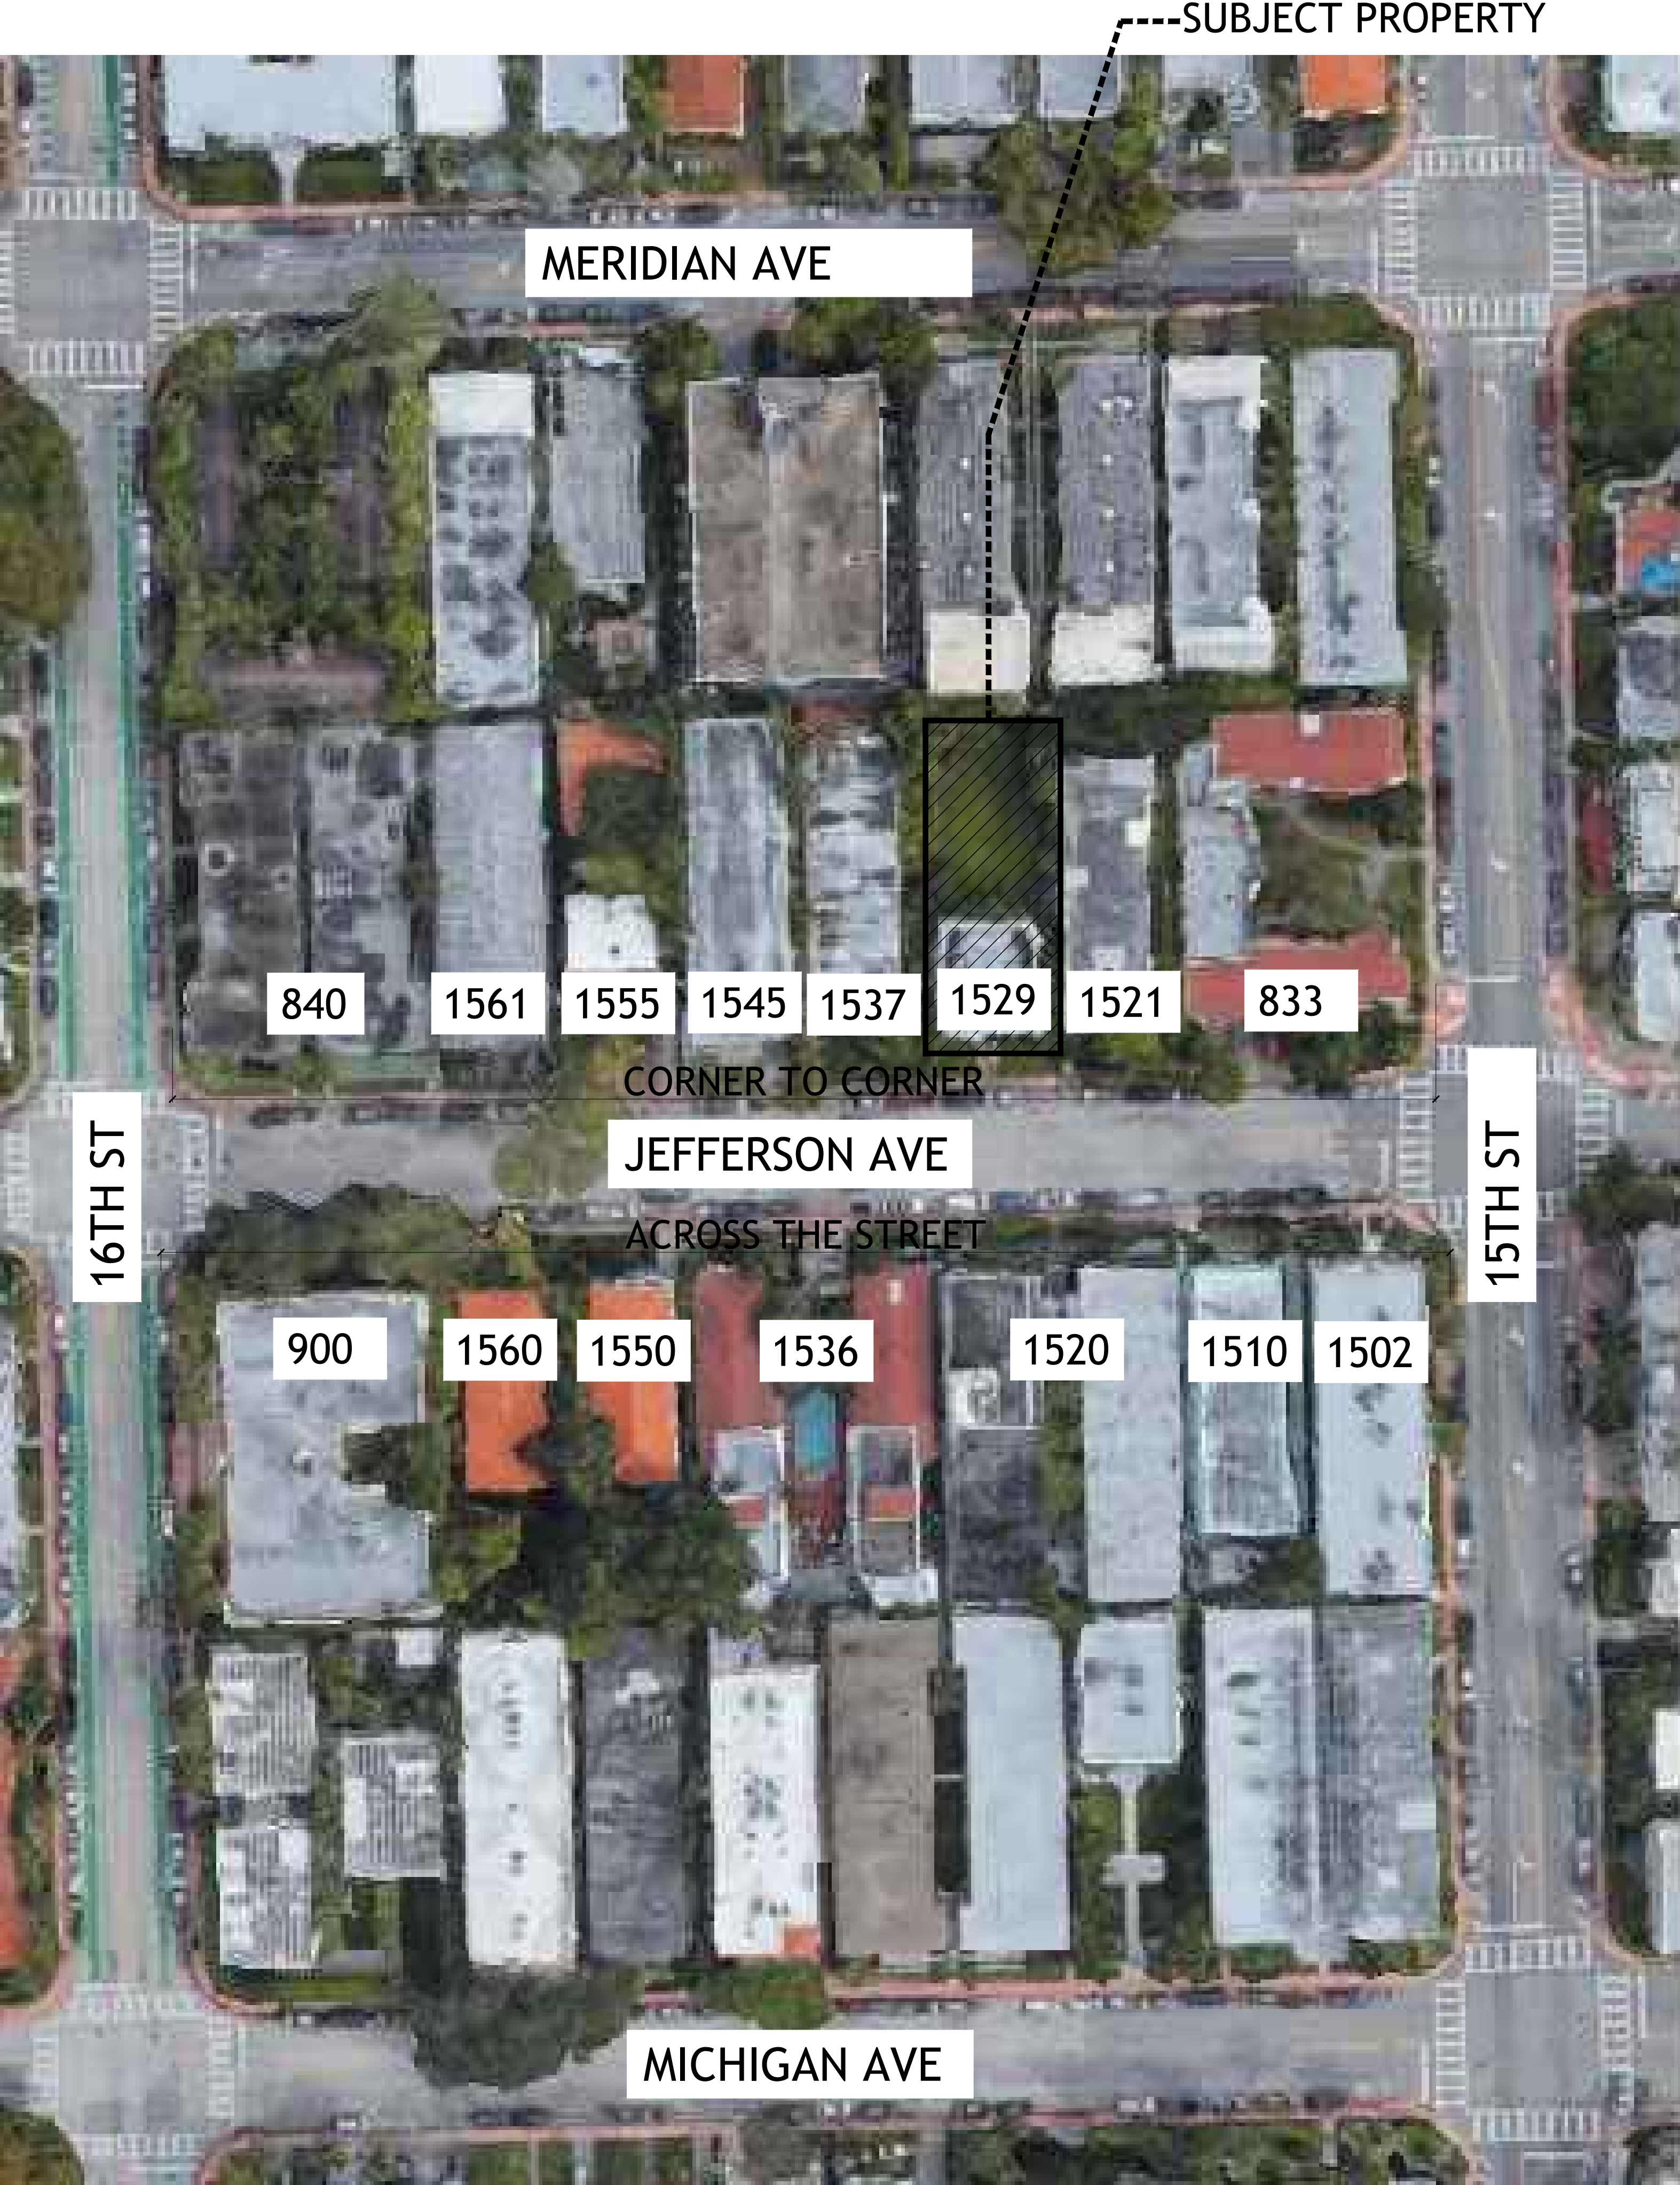 SUBJECT PROPERTY
MERIDIAN AVE
840
1561
1555
1545
1537
1529
1521
833
CORNER TO CORNER
JEFFERSON AVE
16TH ST
15TH ST
ACROSS THE STREET
900
1560
1550
1536
1520
1510
1502
MICHIGAN AVE